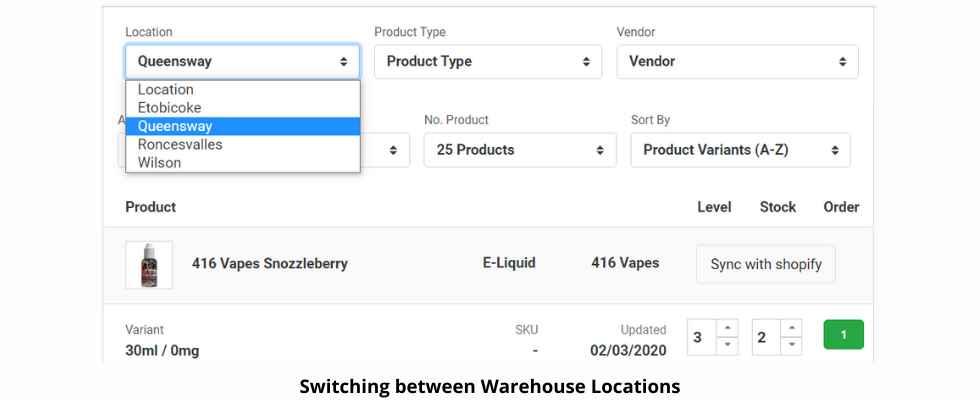 Location Product Type Vendor
Queensway Product Type Vendor
Location
Etobicoke
Queensway
Roncesvalles
Wilson
A No. Product Sort By
25 Products Product Variants (A-Z)
Product Level Stock Order
416 Vapes Snozzleberry E-Liquid 416 Vapes Sync with shopify
Variant SKU Updated
30ml / 0mg - 02/03/2020 3 2 1
Switching between Warehouse Locations